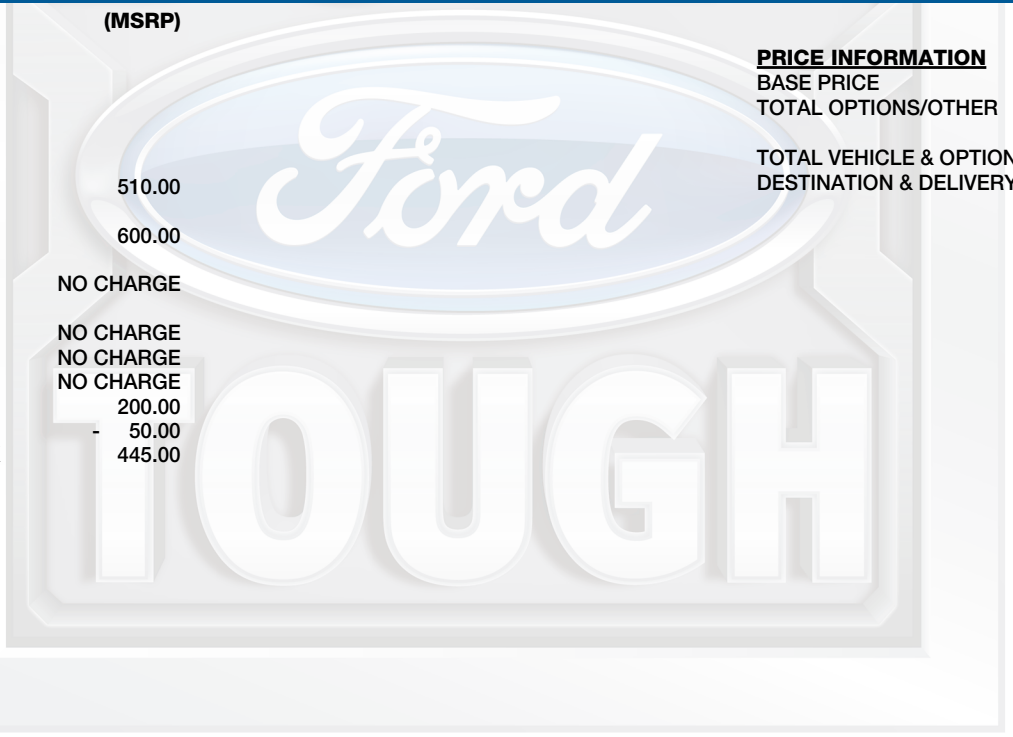 (MSRP)
510.00
600.00
NO CHARGE
NO CHARGE
NO CHARGE
NO CHARGE
200.00
- 50.00
445.00
PRICE INFORMATION
BASE PRICE
TOTAL OPTIONS/OTHER
TOTAL VEHICLE & OPTION
DESTINATION & DELIVERY
Ford
TOUGH